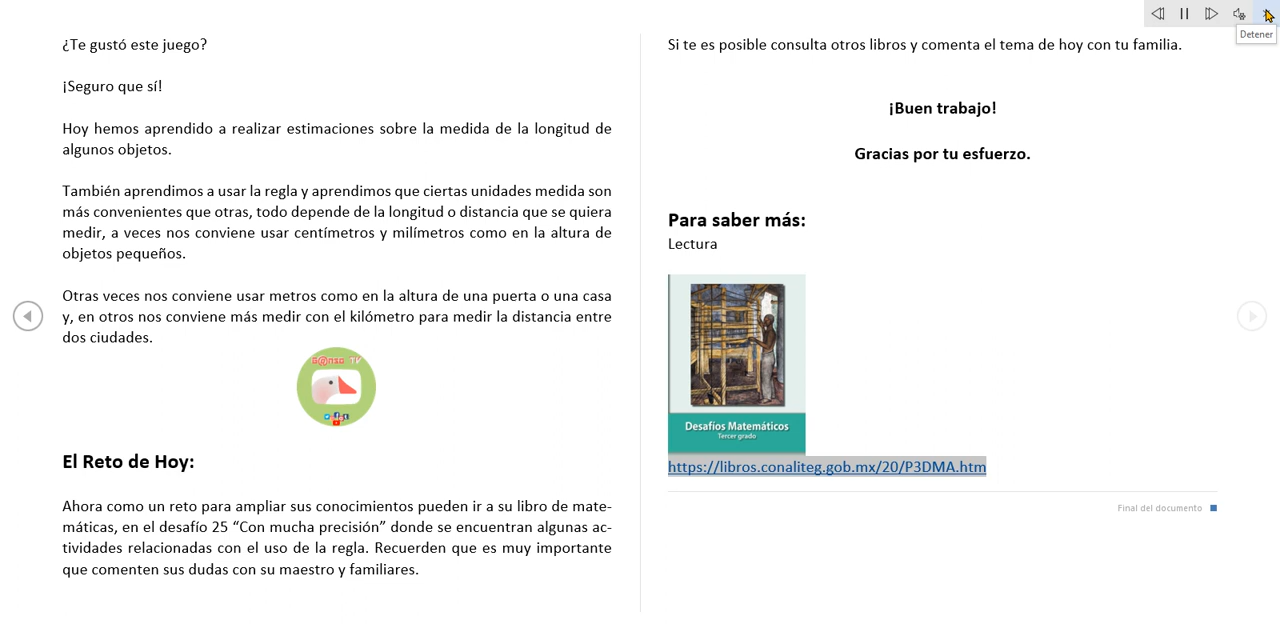 ¿Te gustó este juego?
¡Seguro que sí!
Hoy hemos aprendido a realizar estimaciones sobre la medida de la longitud de
algunos objetos.
También aprendimos a usar la regla y aprendimos que ciertas unidades medida son
más convenientes que otras, todo depende de la longitud o distancia que se quiera
medir, a veces nos conviene usar centímetros y milímetros como en la altura de
objetos pequeños.
Otras veces nos conviene usar metros como en la altura de una puerta o una casa
y, en otros nos conviene más medir con el kilómetro para medir la distancia entre
dos ciudades.
G@nso TV
El Reto de Hoy:
Ahora como un reto para ampliar sus conocimientos pueden ir a su libro de mate-
máticas, en el desafío 25 “Con mucha precisión” donde se encuentran algunas ac-
tividades relacionadas con el uso de la regla. Recuerden que es muy importante
que comenten sus dudas con su maestro y familiares.
Detener
Si te es posible consulta otros libros y comenta el tema de hoy con tu familia.
¡Buen trabajo!
Gracias por tu esfuerzo.
Para saber más:
Lectura
Desafíos Matemáticos
Tercer grado
https://libros.conaliteg.gob.mx/20/P3DMA.htm
Final del documento